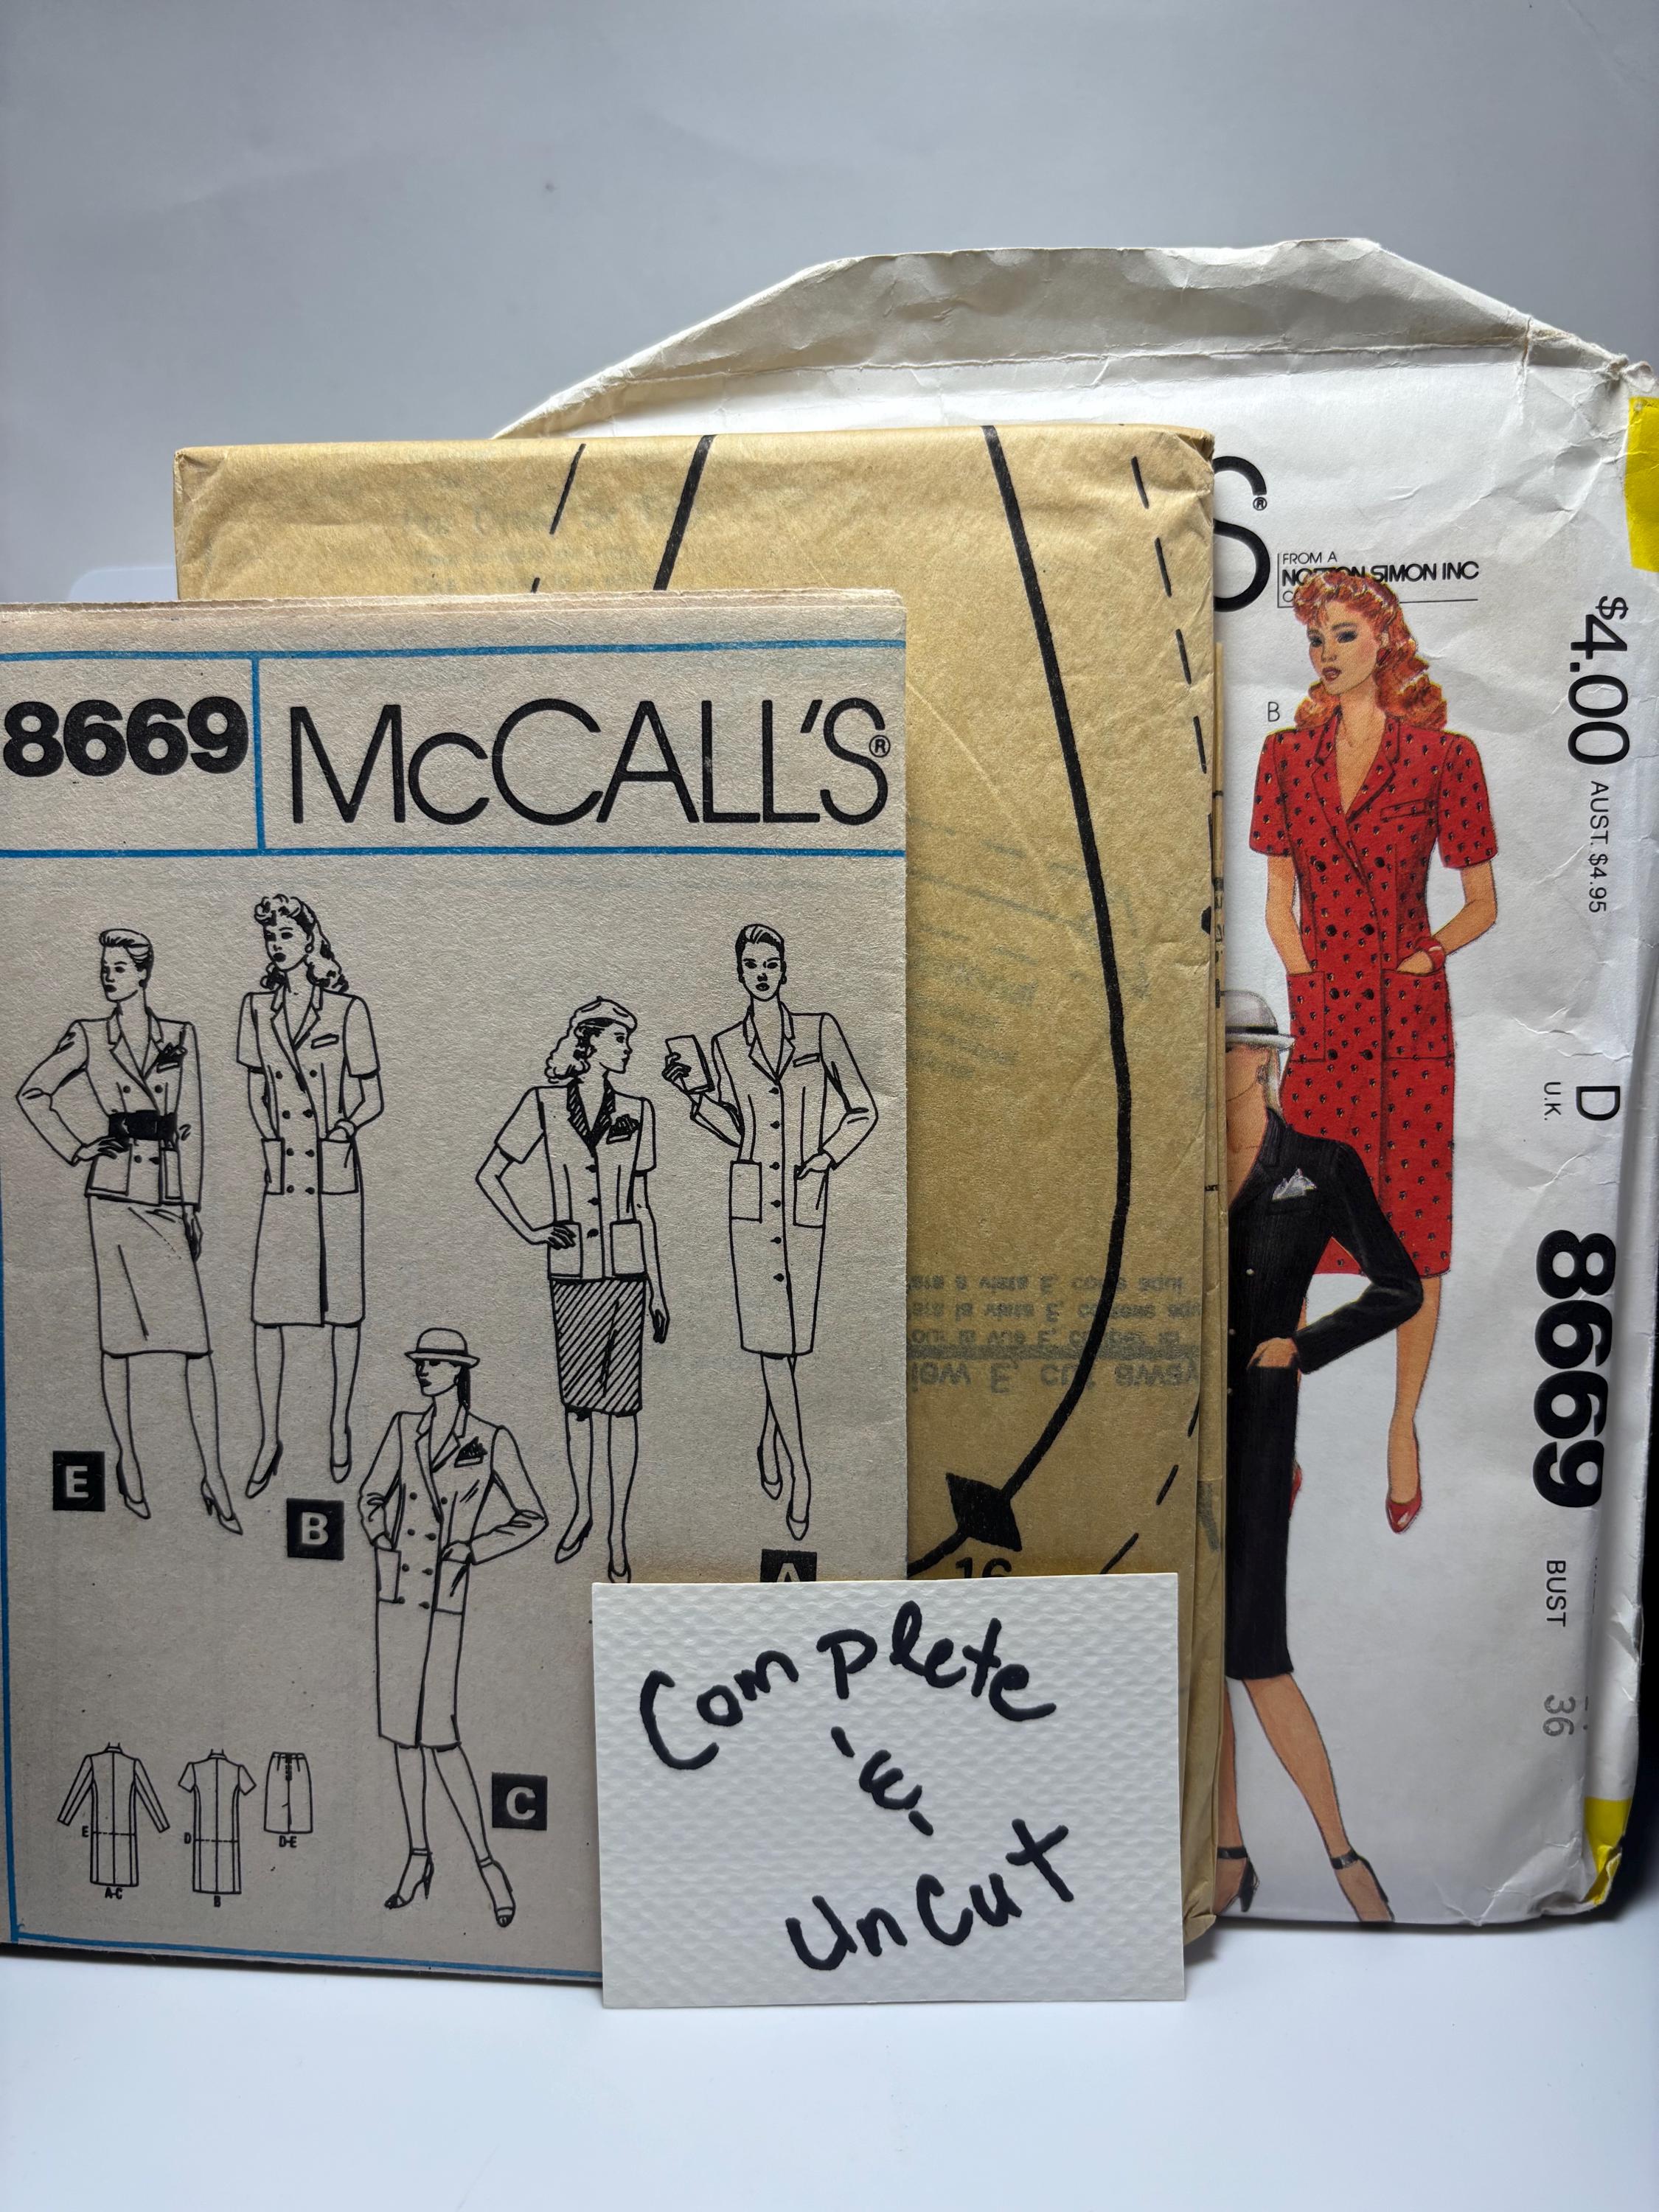 8669
McCALL'S®
E
B
A
C
E
A-C
D
B
D-E
16
Complete
-&-
Uncut
S®
FROM A
NORTON SIMON INC
B
$4.00
AUST. $4.95
D
U.K.
8669
BUST
36